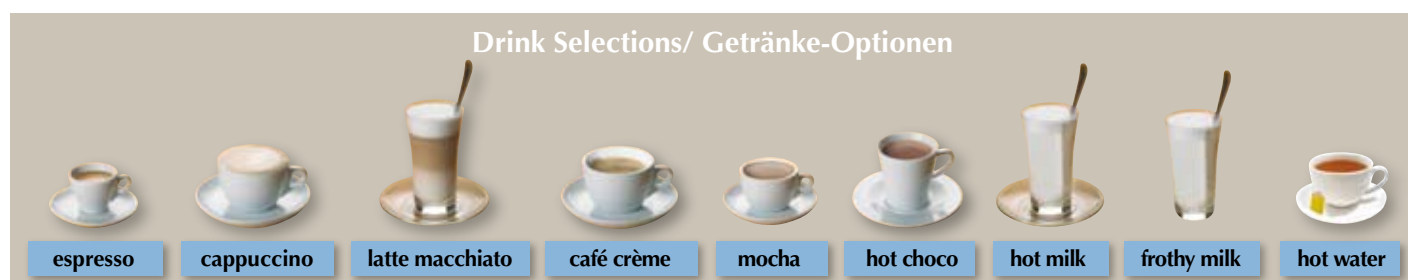 Drink Selections/ Getränke-Optionen
espresso
cappuccino
latte macchiato
café crème
mocha
hot choco
hot milk
frothy milk
hot water